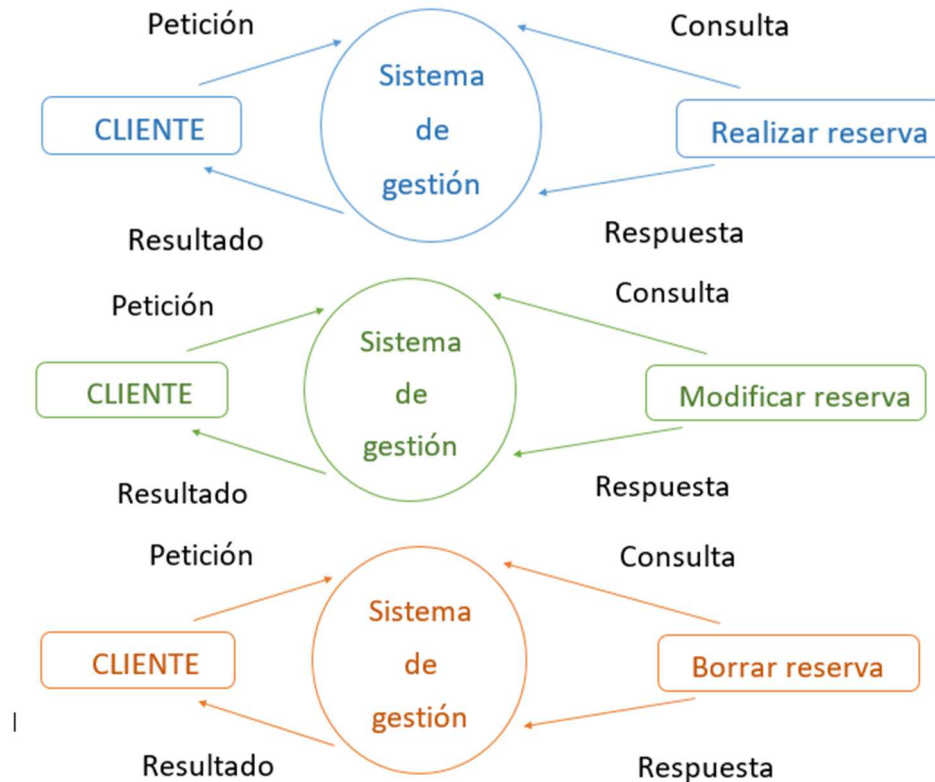 Petición
Consulta
Sistema
de
gestión
CLIENTE
Realizar reserva
Resultado
Respuesta
Petición
Consulta
Sistema
de
gestión
CLIENTE
Modificar reserva
Resultado
Respuesta
Petición
Consulta
Sistema
de
gestión
CLIENTE
Borrar reserva
Resultado
Respuesta